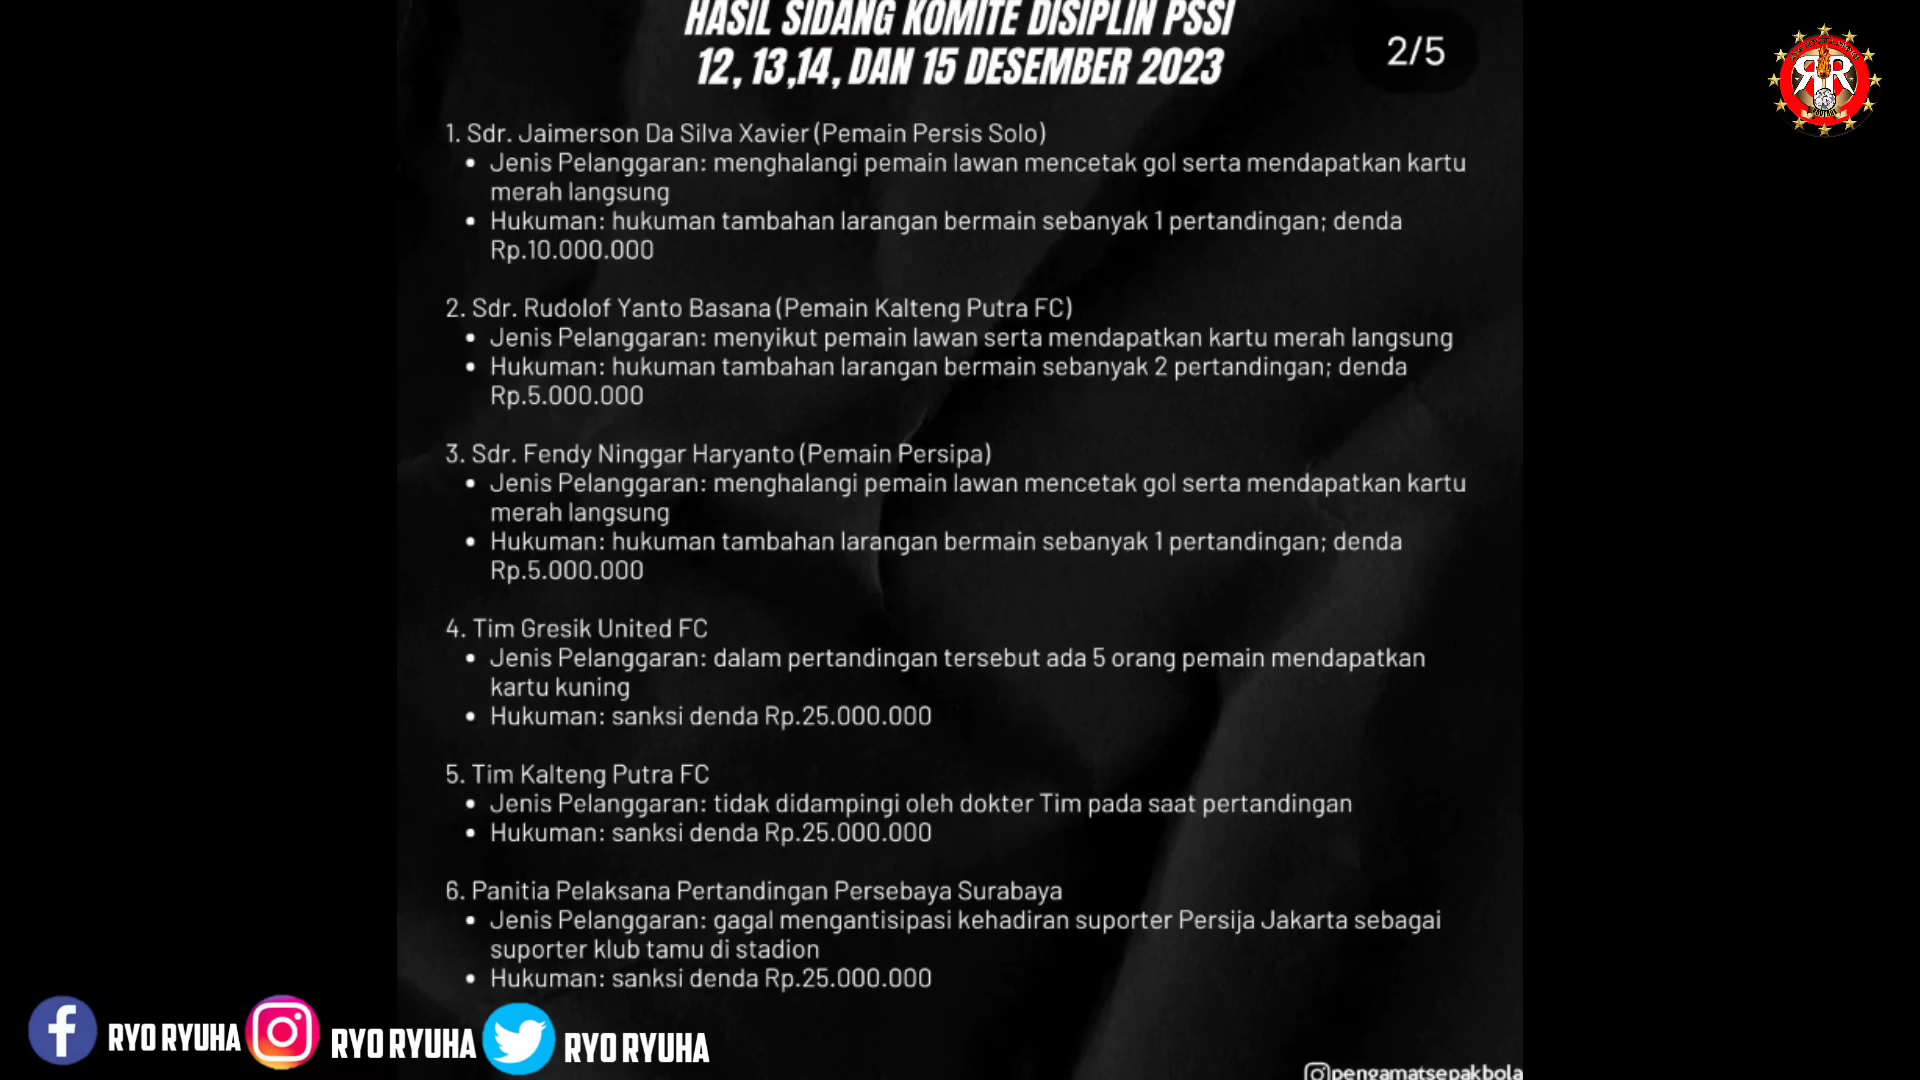 HASIL SIDANG KOMITE DISIPLIN PSSI
12, 13,14, DAN 15 DESEMBER 2023
2/5
1. Sdr. Jaimerson Da Silva Xavier (Pemain Persis Solo)
• Jenis Pelanggaran: menghalangi pemain lawan mencetak gol serta mendapatkan kartu
merah langsung
• Hukuman: hukuman tambahan larangan bermain sebanyak 1 pertandingan; denda
Rp.10.000.000
2. Sdr. Rudolof Yanto Basana (Pemain Kalteng Putra FC)
• Jenis Pelanggaran: menyikut pemain lawan serta mendapatkan kartu merah langsung
• Hukuman: hukuman tambahan larangan bermain sebanyak 2 pertandingan; denda
Rp.5.000.000
3. Sdr. Fendy Ninggar Haryanto (Pemain Persipa)
• Jenis Pelanggaran: menghalangi pemain lawan mencetak gol serta mendapatkan kartu
merah langsung
• Hukuman: hukuman tambahan larangan bermain sebanyak 1 pertandingan; denda
Rp.5.000.000
4. Tim Gresik United FC
• Jenis Pelanggaran: dalam pertandingan tersebut ada 5 orang pemain mendapatkan
kartu kuning
• Hukuman: sanksi denda Rp.25.000.000
5. Tim Kalteng Putra FC
• Jenis Pelanggaran: tidak didampingi oleh dokter Tim pada saat pertandingan
• Hukuman: sanksi denda Rp.25.000.000
6. Panitia Pelaksana Pertandingan Persebaya Surabaya
• Jenis Pelanggaran: gagal mengantisipasi kehadiran suporter Persija Jakarta sebagai
suporter klub tamu di stadion
• Hukuman: sanksi denda Rp.25.000.000
RYO RYUHA RYO RYUHA RYO RYUHA
pengamatsepakbola